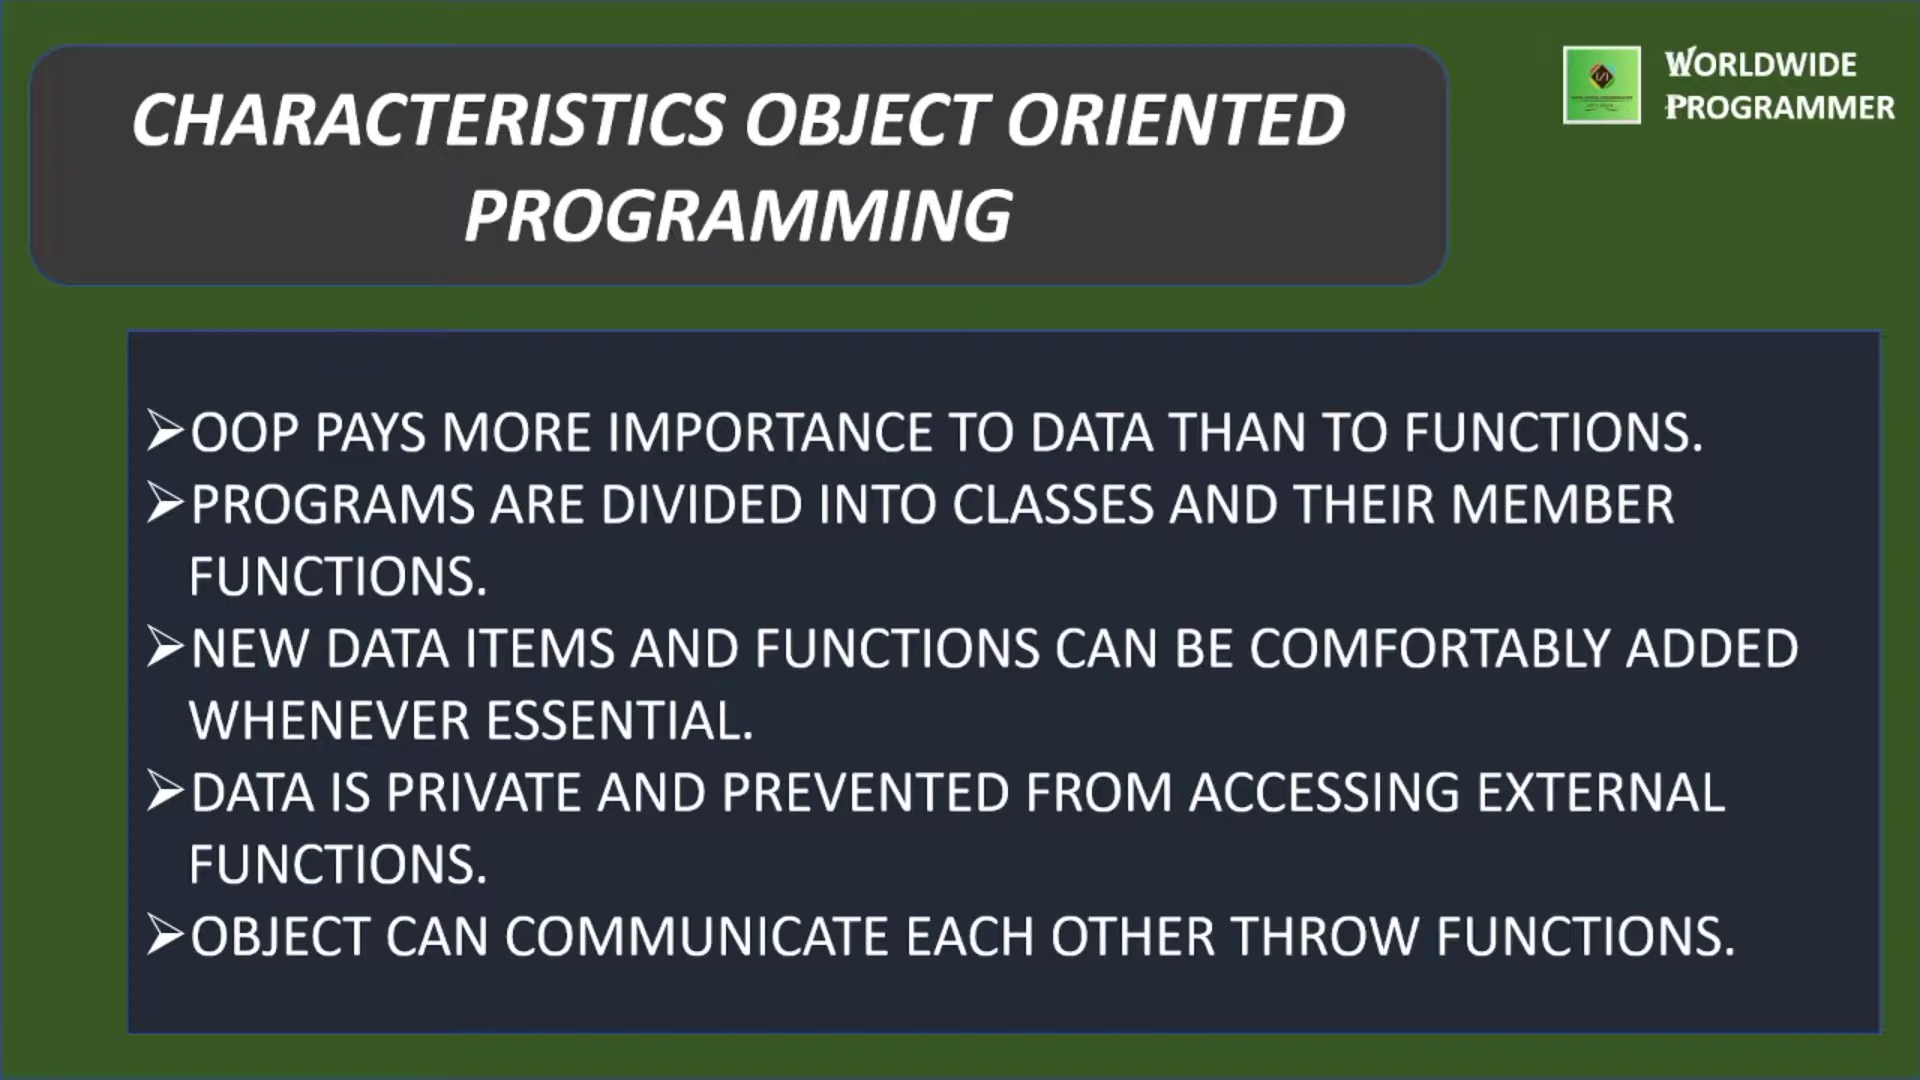 CHARACTERISTICS OBJECT ORIENTED
PROGRAMMING
WORLDWIDE
PROGRAMMER
➢OOP PAYS MORE IMPORTANCE TO DATA THAN TO FUNCTIONS.
➢PROGRAMS ARE DIVIDED INTO CLASSES AND THEIR MEMBER
FUNCTIONS.
➢NEW DATA ITEMS AND FUNCTIONS CAN BE COMFORTABLY ADDED
WHENEVER ESSENTIAL.
➢DATA IS PRIVATE AND PREVENTED FROM ACCESSING EXTERNAL
FUNCTIONS.
➢OBJECT CAN COMMUNICATE EACH OTHER THROW FUNCTIONS.